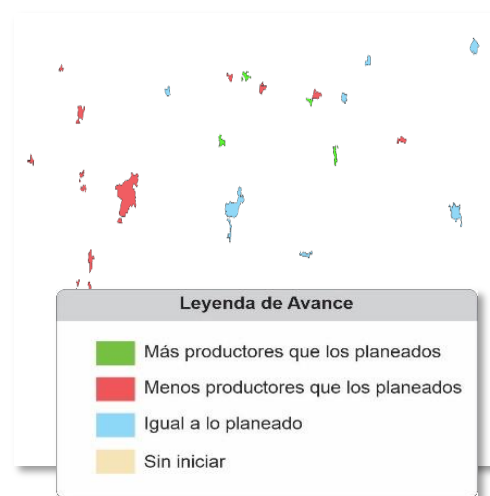 Leyenda de Avance
Más productores que los planeados
Menos productores que los planeados
Igual a lo planeado
Sin iniciar